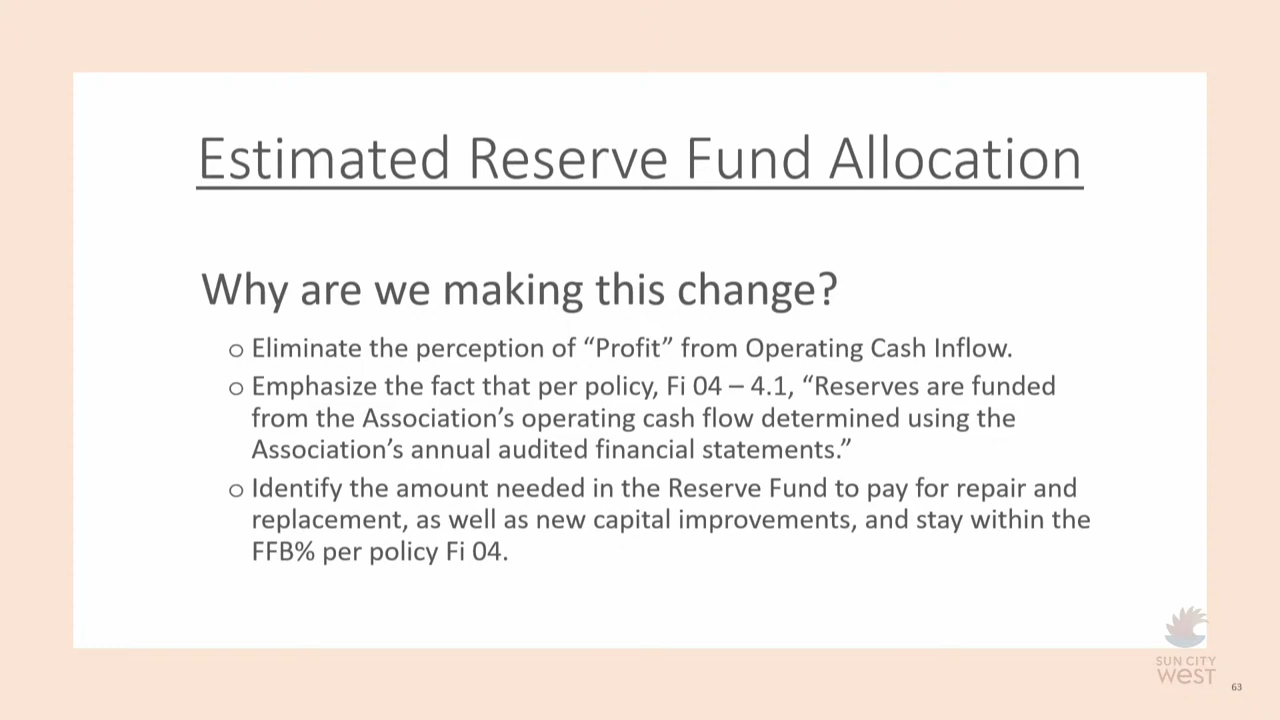 Estimated Reserve Fund Allocation
Why are we making this change?
o Eliminate the perception of “Profit” from Operating Cash Inflow.
o Emphasize the fact that per policy, Fi 04 – 4.1, “Reserves are funded
from the Association’s operating cash flow determined using the
Association’s annual audited financial statements.”
o Identify the amount needed in the Reserve Fund to pay for repair and
replacement, as well as new capital improvements, and stay within the
FFB% per policy Fi 04.
SUN CITY
west
63